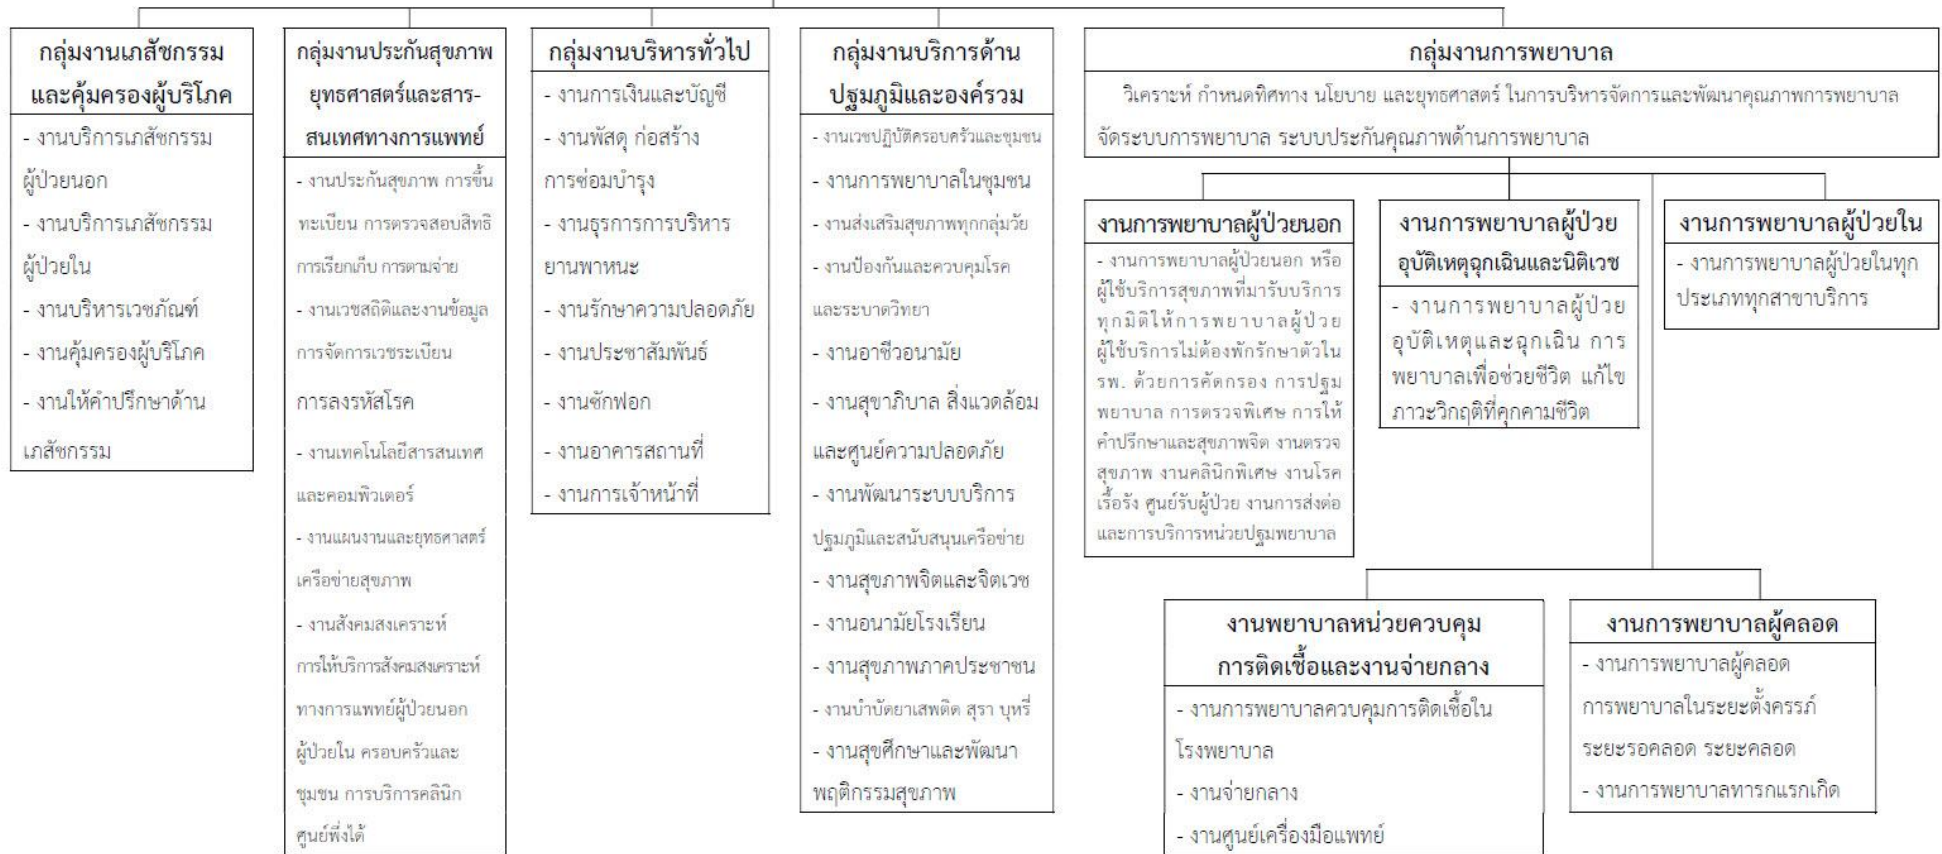 กลุ่มงานเภสัชกรรม
และคุ้มครองผู้บริโภค
- งานบริการเภสัชกรรม
ผู้ป่วยนอก
- งานบริการเภสัชกรรม
ผู้ป่วยใน
- งานบริหารเวชภัณฑ์
- งานคุ้มครองผู้บริโภค
- งานให้คำปรึกษาด้าน
เภสัชกรรม
กลุ่มงานประกันสุขภาพ
ยุทธศาสตร์และสาร-
สนเทศทางการแพทย์
- งานประกันสุขภาพ การขึ้น
ทะเบียน การตรวจสอบสิทธิ
การเรียกเก็บ การตามจ่าย
- งานเวชสถิติและงานข้อมูล
การจัดการเวชระเบียน
การลงรหัสโรค
- งานเทคโนโลยีสารสนเทศ
และคอมพิวเตอร์
- งานแผนงานและยุทธศาสตร์
เครือข่ายสุขภาพ
- งานสังคมสงเคราะห์
การให้บริการสังคมสงเคราะห์
ทางการแพทย์ผู้ป่วยนอก
ผู้ป่วยใน ครอบครัวและ
ชุมชน การบริการคลินิก
ศูนย์พึ่งได้
กลุ่มงานบริหารทั่วไป
- งานการเงินและบัญชี
- งานพัสดุ ก่อสร้าง
การซ่อมบำรุง
- งานธุรการการบริหาร
ยานพาหนะ
- งานรักษาความปลอดภัย
- งานประชาสัมพันธ์
- งานซักฟอก
- งานอาคารสถานที่
- งานการเจ้าหน้าที่
กลุ่มงานบริการด้าน
ปฐมภูมิและองค์รวม
- งานเวชปฏิบัติครอบครัวและชุมชน
- งานการพยาบาลในชุมชน
- งานส่งเสริมสุขภาพทุกกลุ่มวัย
- งานป้องกันและควบคุมโรค
และระบาดวิทยา
- งานอาชีวอนามัย
- งานสุขาภิบาล สิ่งแวดล้อม
และศูนย์ความปลอดภัย
- งานพัฒนาระบบบริการ
ปฐมภูมิและสนับสนุนเครือข่าย
- งานสุขภาพจิตและจิตเวช
- งานอนามัยโรงเรียน
- งานสุขภาพภาคประชาชน
- งานบำบัดยาเสพติด สุรา บุหรี่
- งานสุขศึกษาและพัฒนา
พฤติกรรมสุขภาพ
กลุ่มงานการพยาบาล
วิเคราะห์ กำหนดทิศทาง นโยบาย และยุทธศาสตร์ ในการบริหารจัดการและพัฒนาคุณภาพการพยาบาล
จัดระบบการพยาบาล ระบบประกันคุณภาพด้านการพยาบาล
งานการพยาบาลผู้ป่วยนอก
- งานการพยาบาลผู้ป่วยนอก หรือ
ผู้ใช้บริการสุขภาพที่มารับบริการ
ทุกมิติให้การพยาบาลผู้ป่วย
ผู้ใช้บริการไม่ต้องพักรักษาตัวใน
รพ. ด้วยการคัดกรอง การปฐม
พยาบาล การตรวจพิเศษ การให้
คำปรึกษาและสุขภาพจิต งานตรวจ
สุขภาพ งานคลินิกพิเศษ งานโรค
เรื้อรัง ศูนย์รับผู้ป่วย งานการส่งต่อ
และการบริการหน่วยปฐมพยาบาล
งานการพยาบาลผู้ป่วย
อุบัติเหตุฉุกเฉินและนิติเวช
- งานการพยาบาลผู้ป่วย
อุบัติเหตุและฉุกเฉิน การ
พยาบาลเพื่อช่วยชีวิต แก้ไข
ภาวะวิกฤติที่คุกคามชีวิต
งานการพยาบาลผู้ป่วยใน
- งานการพยาบาลผู้ป่วยในทุก
ประเภททุกสาขาบริการ
งานพยาบาลหน่วยควบคุม
การติดเชื้อและงานจ่ายกลาง
- งานการพยาบาลควบคุมการติดเชื้อใน
โรงพยาบาล
- งานจ่ายกลาง
- งานศูนย์เครื่องมือแพทย์
งานการพยาบาลผู้คลอด
- งานการพยาบาลผู้คลอด
การพยาบาลในระยะตั้งครรภ์
ระยะรอคลอด ระยะคลอด
- งานการพยาบาลทารกแรกเกิด